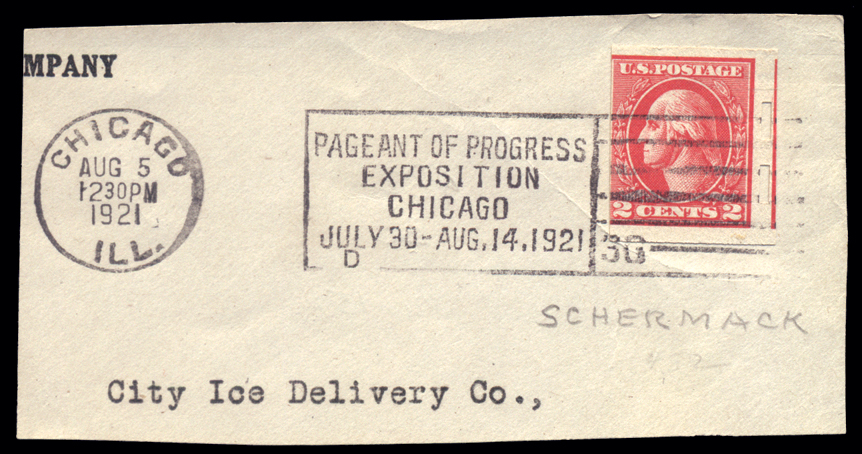 MPANY
CHICAGO
AUG 5
1230PM
1921
ILL.
PAGEANT OF PROGRESS
EXPOSITION
CHICAGO
JULY 30-AUG.14.1921
D
30
U.S. POSTAGE
2 CENTS 2
SCHERMACK
City Ice Delivery Co.,